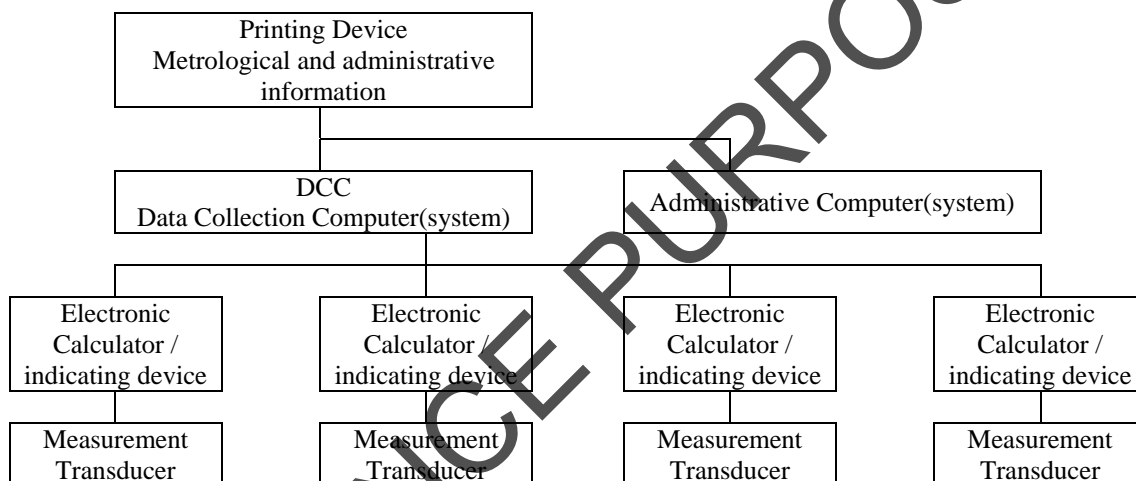 Printing Device
Metrological and administrative
information
DCC
Data Collection Computer(system)
Administrative Computer(system)
Electronic
Calculator /
indicating device
Electronic
Calculator /
indicating device
Electronic
Calculator /
indicating device
Electronic
Calculator /
indicating device
Measurement
Transducer
Measurement
Transducer
Measurement
Transducer
Measurement
Transducer